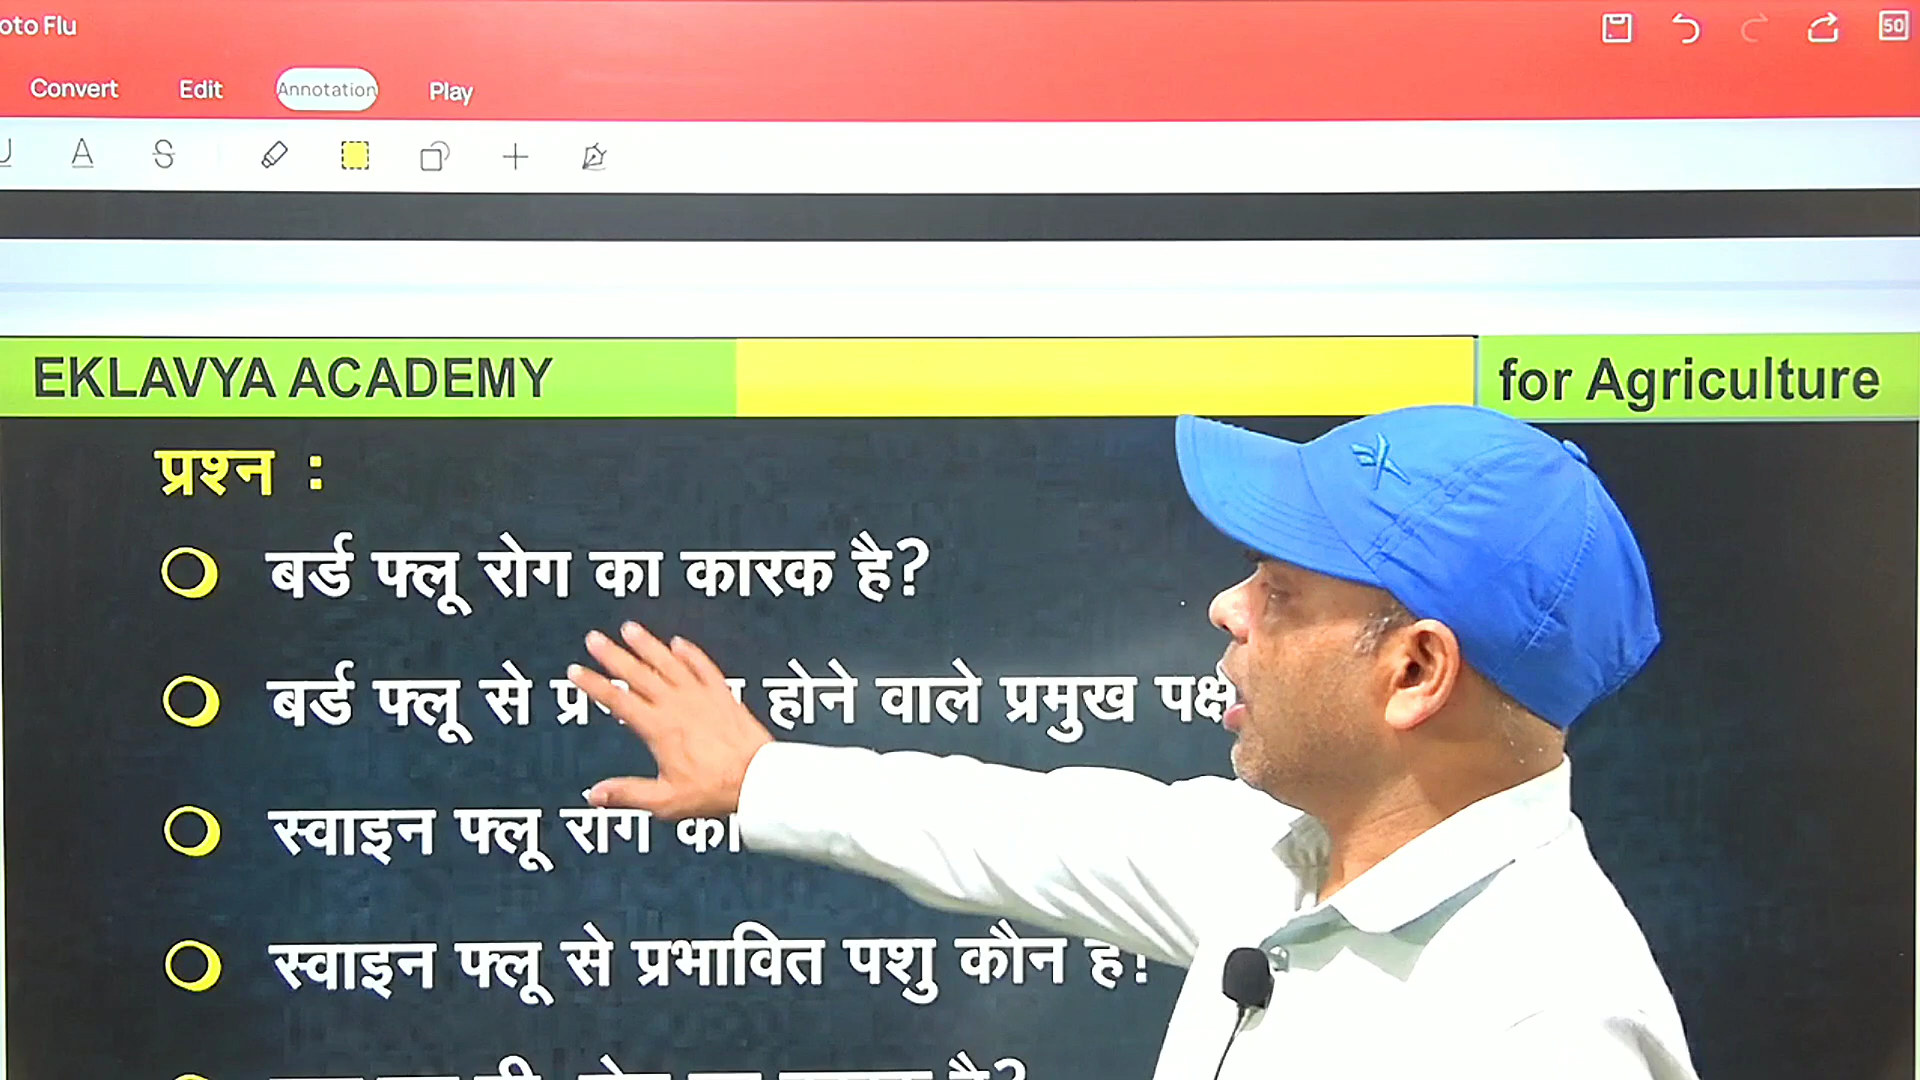 oto Flu
50
Convert Edit Annotation Play
EKLAVYA ACADEMY for Agriculture
प्रश्न :
बर्ड फ्लू रोग का कारक है?
बर्ड फ्लू से होने वाले प्रमुख
स्वाइन फ्लू रोग का
स्वाइन फ्लू से प्रभावित पशु कौन है?
है?